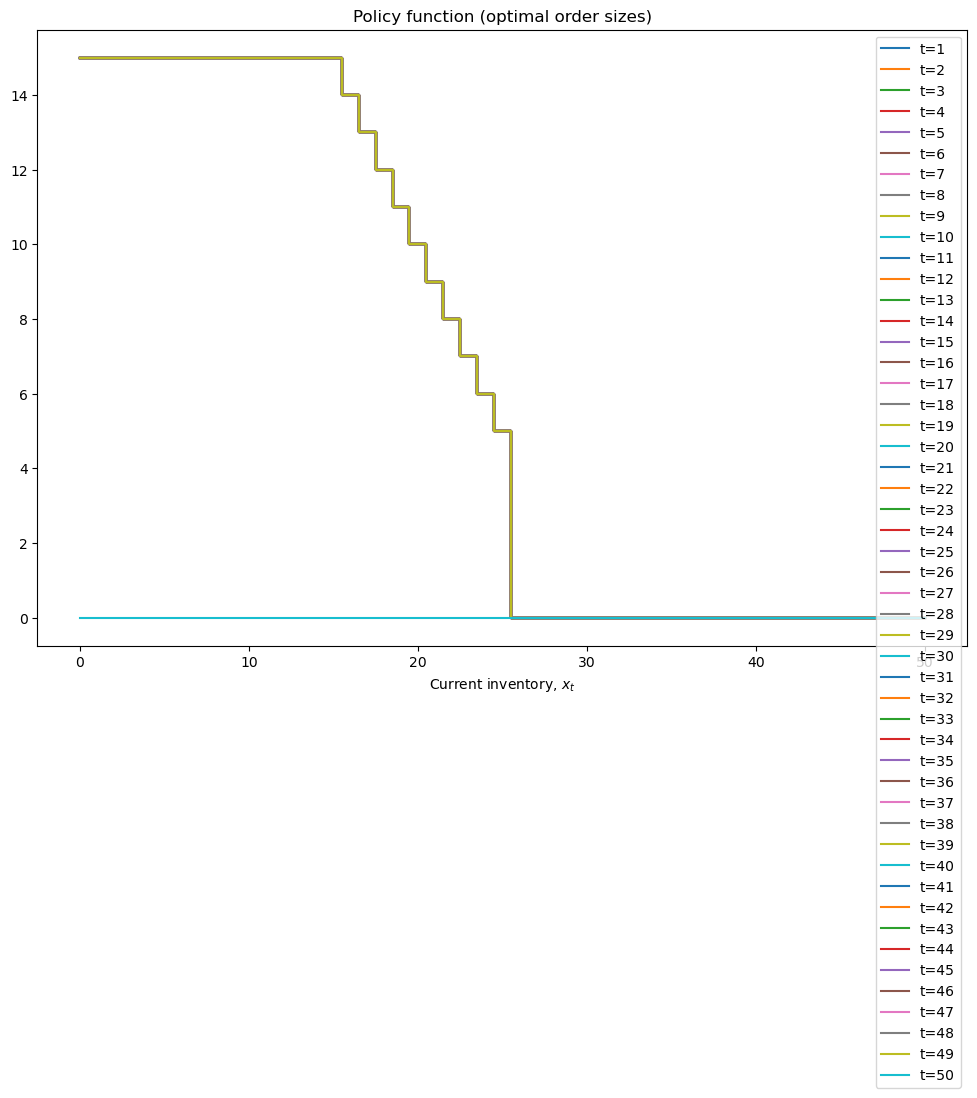 Policy function (optimal order sizes)
14
12
10
8
6
4
2
0
0 10 20 30 40 50
Current inventory, x_t
t=1
t=2
t=3
t=4
t=5
t=6
t=7
t=8
t=9
t=10
t=11
t=12
t=13
t=14
t=15
t=16
t=17
t=18
t=19
t=20
t=21
t=22
t=23
t=24
t=25
t=26
t=27
t=28
t=29
t=30
t=31
t=32
t=33
t=34
t=35
t=36
t=37
t=38
t=39
t=40
t=41
t=42
t=43
t=44
t=45
t=46
t=47
t=48
t=49
t=50